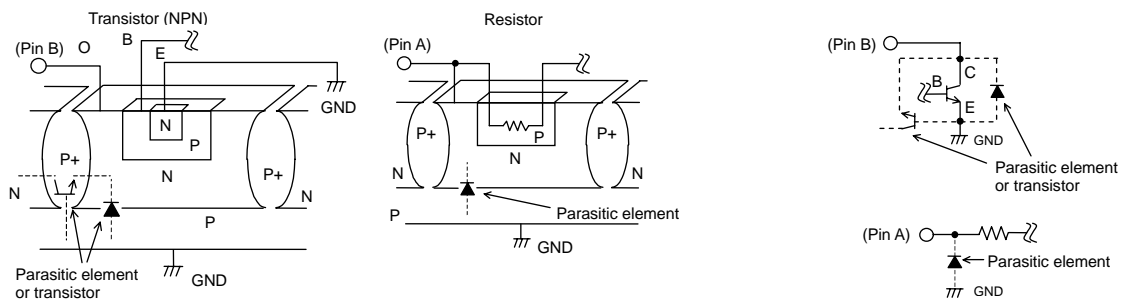 Transistor (NPN)
(Pin B)
O
B
E
GND
N
P
P+
N
P+
N
N
P
GND
Parasitic element
or transistor
Resistor
(Pin A)
P
P+
N
P+
N
N
Parasitic element
P
GND
(Pin B)
C
B
E
GND
Parasitic element
or transistor
(Pin A)
Parasitic element
GND